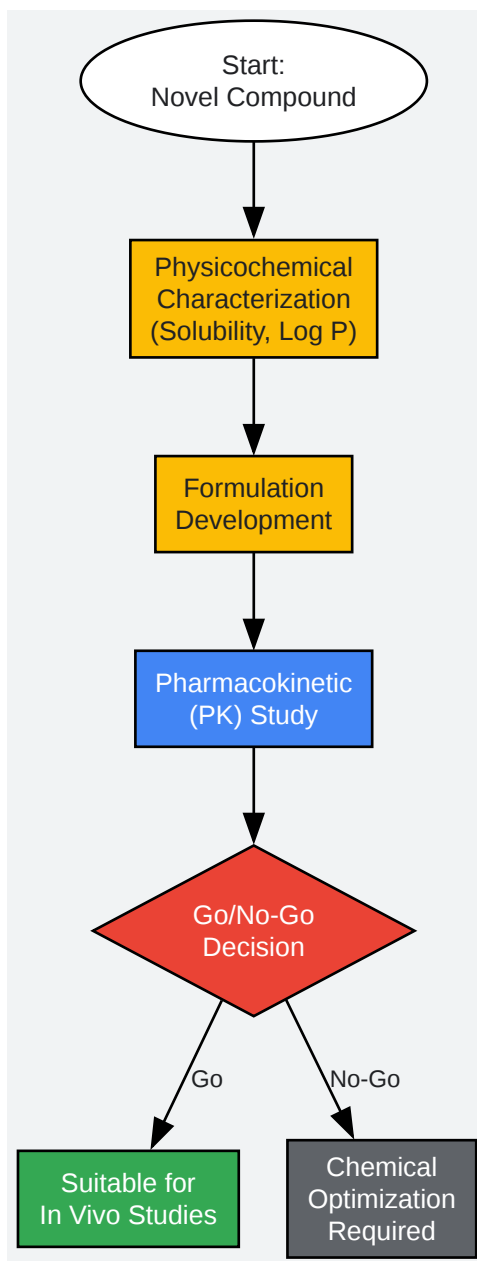 Start:
Novel Compound
Physicochemical
Characterization
(Solubility, Log P)
Formulation
Development
Pharmacokinetic
(PK) Study
Go/No-Go
Decision
Go
No-Go
Suitable for
In Vivo Studies
Chemical
Optimization
Required